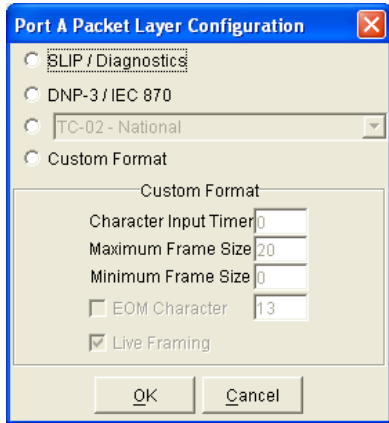 Port A Packet Layer Configuration
SLIP / Diagnostics
DNP-3 / IEC 870
TC-02 - National
Custom Format
Custom Format
Character Input Timer 0
Maximum Frame Size 20
Minimum Frame Size 0
EOM Character 13
Live Framing
OK Cancel